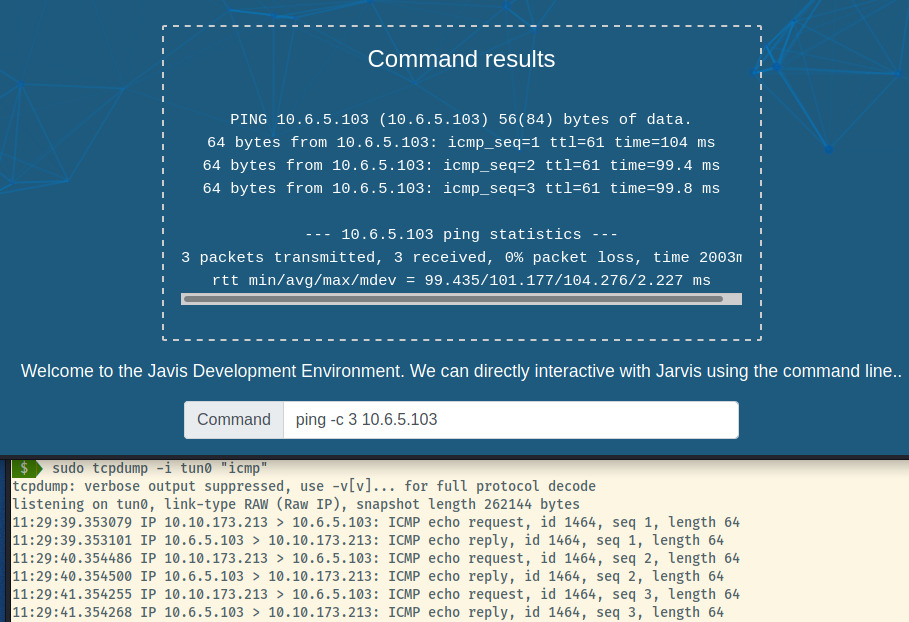 Command results
PING 10.6.5.103 (10.6.5.103) 56(84) bytes of data.
64 bytes from 10.6.5.103: icmp_seq=1 ttl=61 time=104 ms
64 bytes from 10.6.5.103: icmp_seq=2 ttl=61 time=99.4 ms
64 bytes from 10.6.5.103: icmp_seq=3 ttl=61 time=99.8 ms
--- 10.6.5.103 ping statistics ---
3 packets transmitted, 3 received, 0% packet loss, time 2003m
rtt min/avg/max/mdev = 99.435/101.177/104.276/2.227 ms
Welcome to the Javis Development Environment. We can directly interactive with Jarvis using the command line..
Command ping -c 3 10.6.5.103
$ sudo tcpdump -i tun0 "icmp"
tcpdump: verbose output suppressed, use -v[v]... for full protocol decode
listening on tun0, link-type RAW (Raw IP), snapshot length 262144 bytes
11:29:39.353079 IP 10.10.173.213 > 10.6.5.103: ICMP echo request, id 1464, seq 1, length 64
11:29:39.353101 IP 10.6.5.103 > 10.10.173.213: ICMP echo reply, id 1464, seq 1, length 64
11:29:40.354486 IP 10.10.173.213 > 10.6.5.103: ICMP echo request, id 1464, seq 2, length 64
11:29:40.354500 IP 10.6.5.103 > 10.10.173.213: ICMP echo reply, id 1464, seq 2, length 64
11:29:41.354255 IP 10.10.173.213 > 10.6.5.103: ICMP echo request, id 1464, seq 3, length 64
11:29:41.354268 IP 10.6.5.103 > 10.10.173.213: ICMP echo reply, id 1464, seq 3, length 64